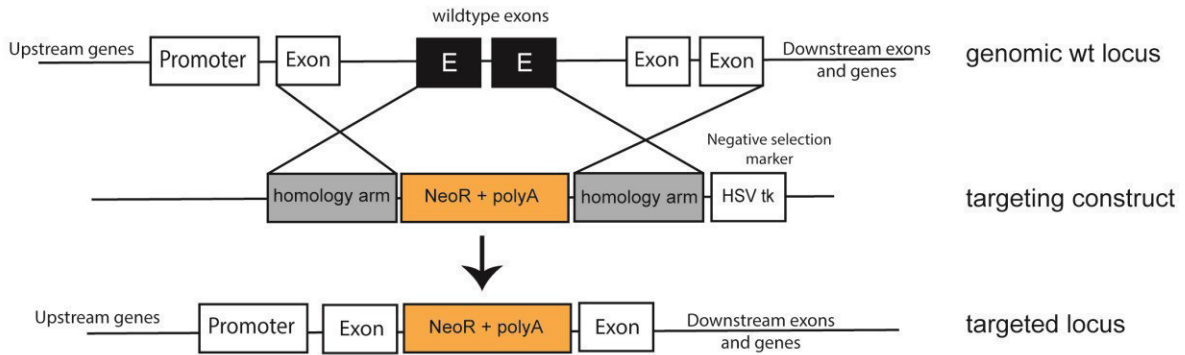 wildtype exons
Upstream genes
Promoter
Exon
E
E
Exon
Exon
Downstream exons
and genes
genomic wt locus
Negative selection
marker
homology arm
NeoR + polyA
homology arm
HSV tk
targeting construct
Upstream genes
Promoter
Exon
NeoR + polyA
Exon
Downstream exons
and genes
targeted locus